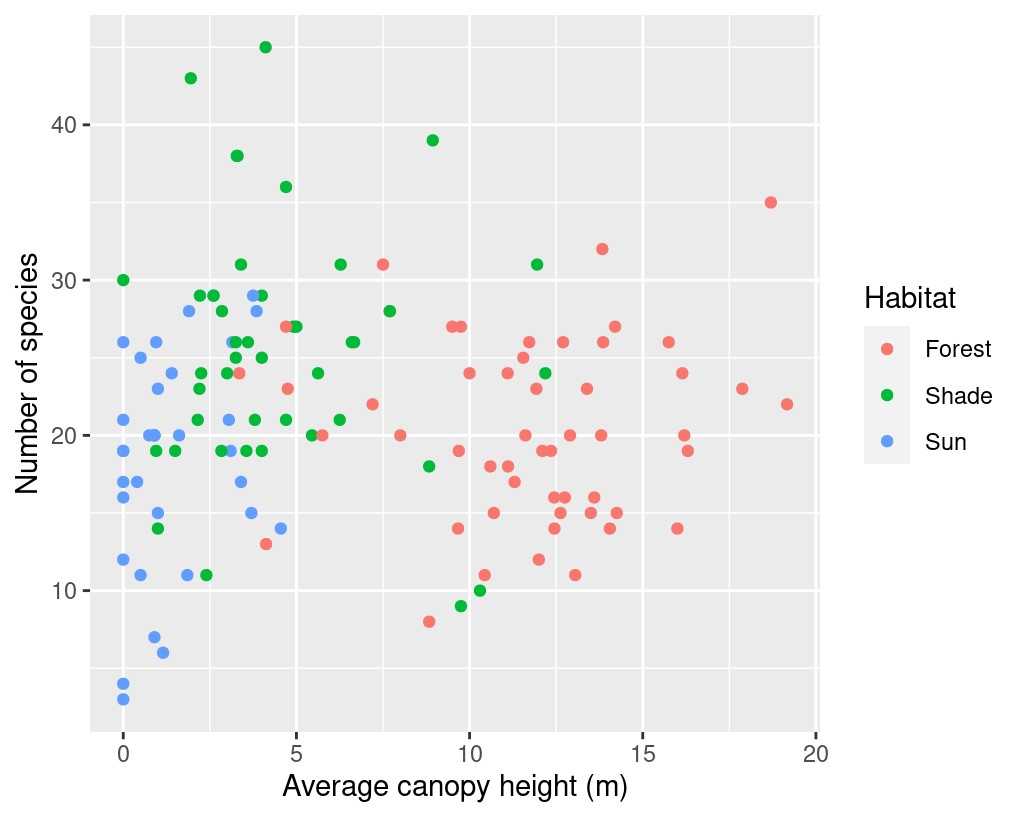 40
30
20
10
Number of species
0 5 10 15 20
Average canopy height (m)
Habitat
Forest
Shade
Sun